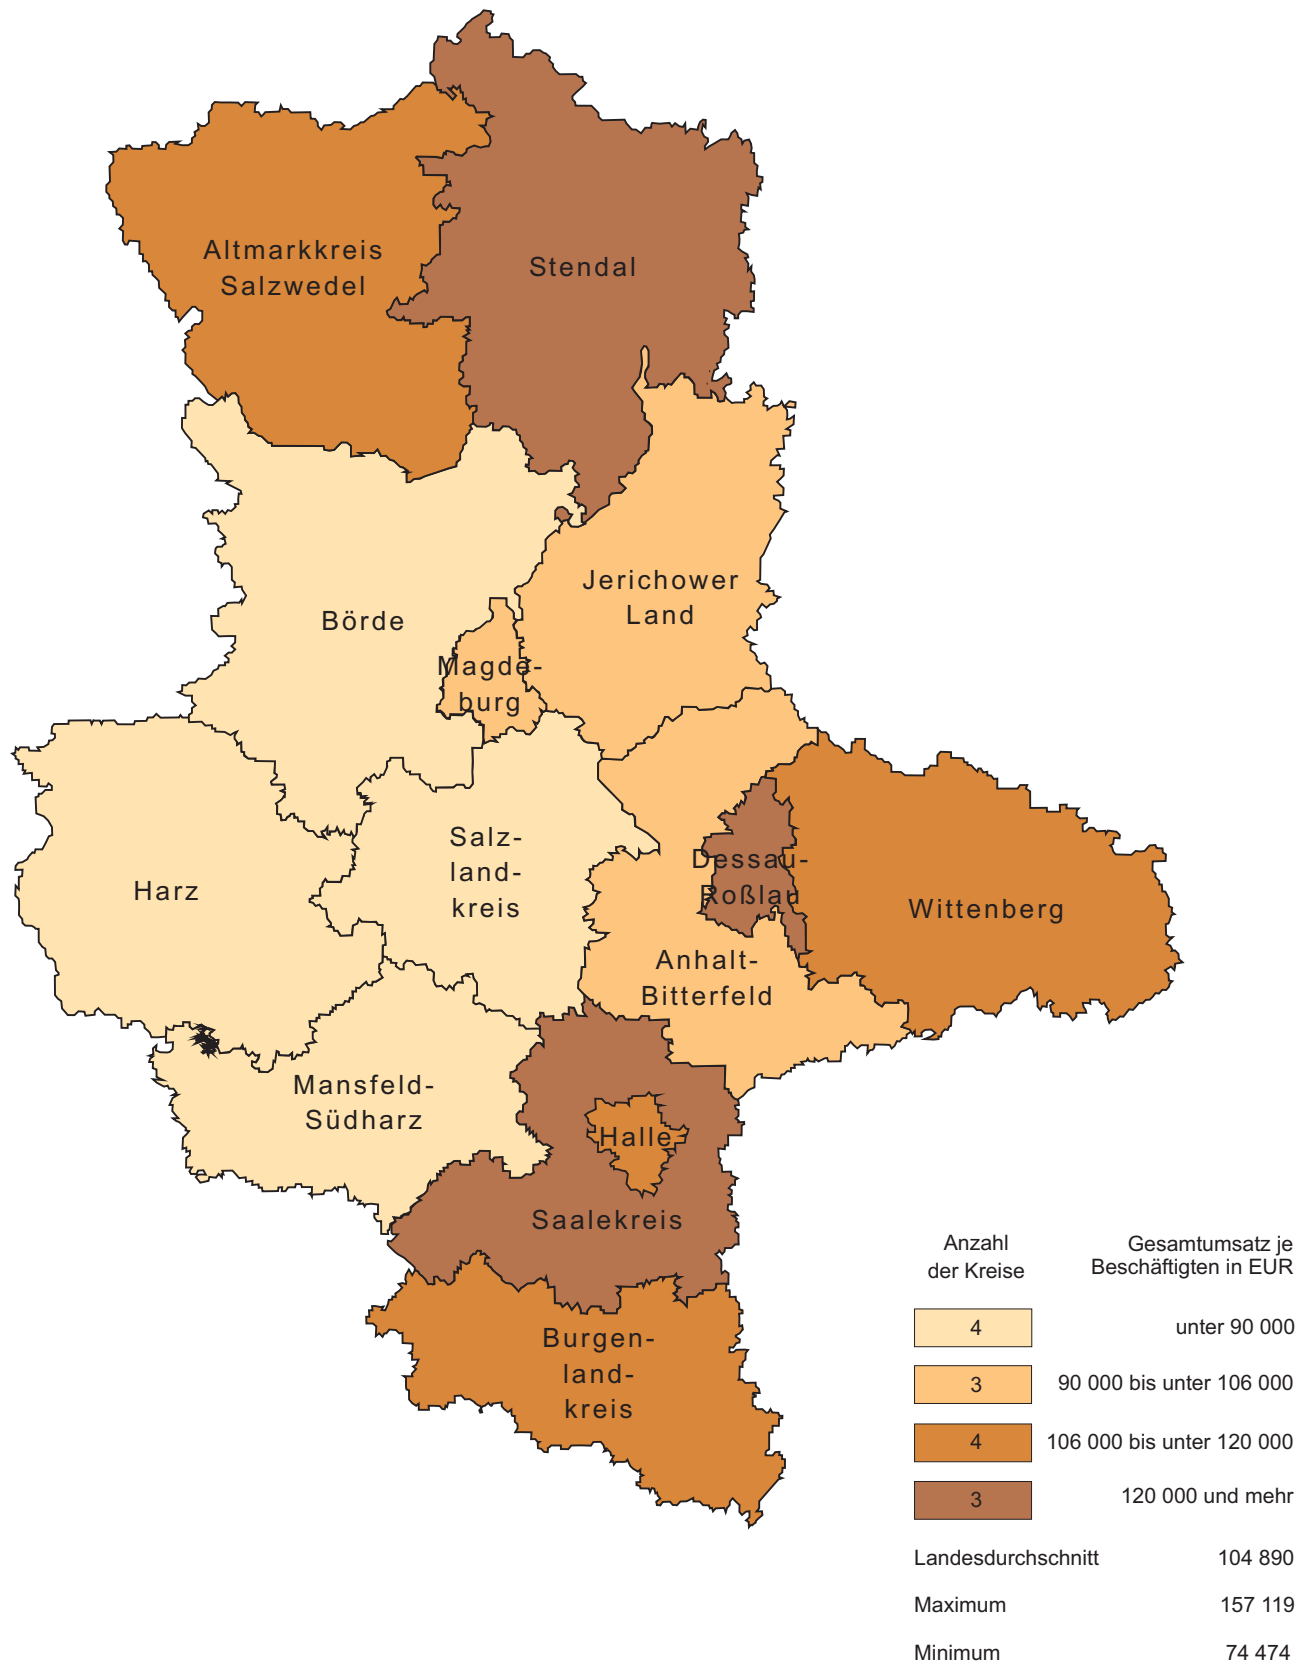 Altmarkkreis
Salzwedel
Stendal
Jerichower
Land
Börde
Magde-
burg
Salz-
land-
kreis
Harz
Dessau-
Roßlau
Wittenberg
Anhalt-
Bitterfeld
Mansfeld-
Südharz
Halle
Saalekreis
Burgen-
land-
kreis
Anzahl
der Kreise
Gesamtumsatz je
Beschäftigten in EUR
4 unter 90 000
3 90 000 bis unter 106 000
4 106 000 bis unter 120 000
3 120 000 und mehr
Landesdurchschnitt 104 890
Maximum 157 119
Minimum 74 474